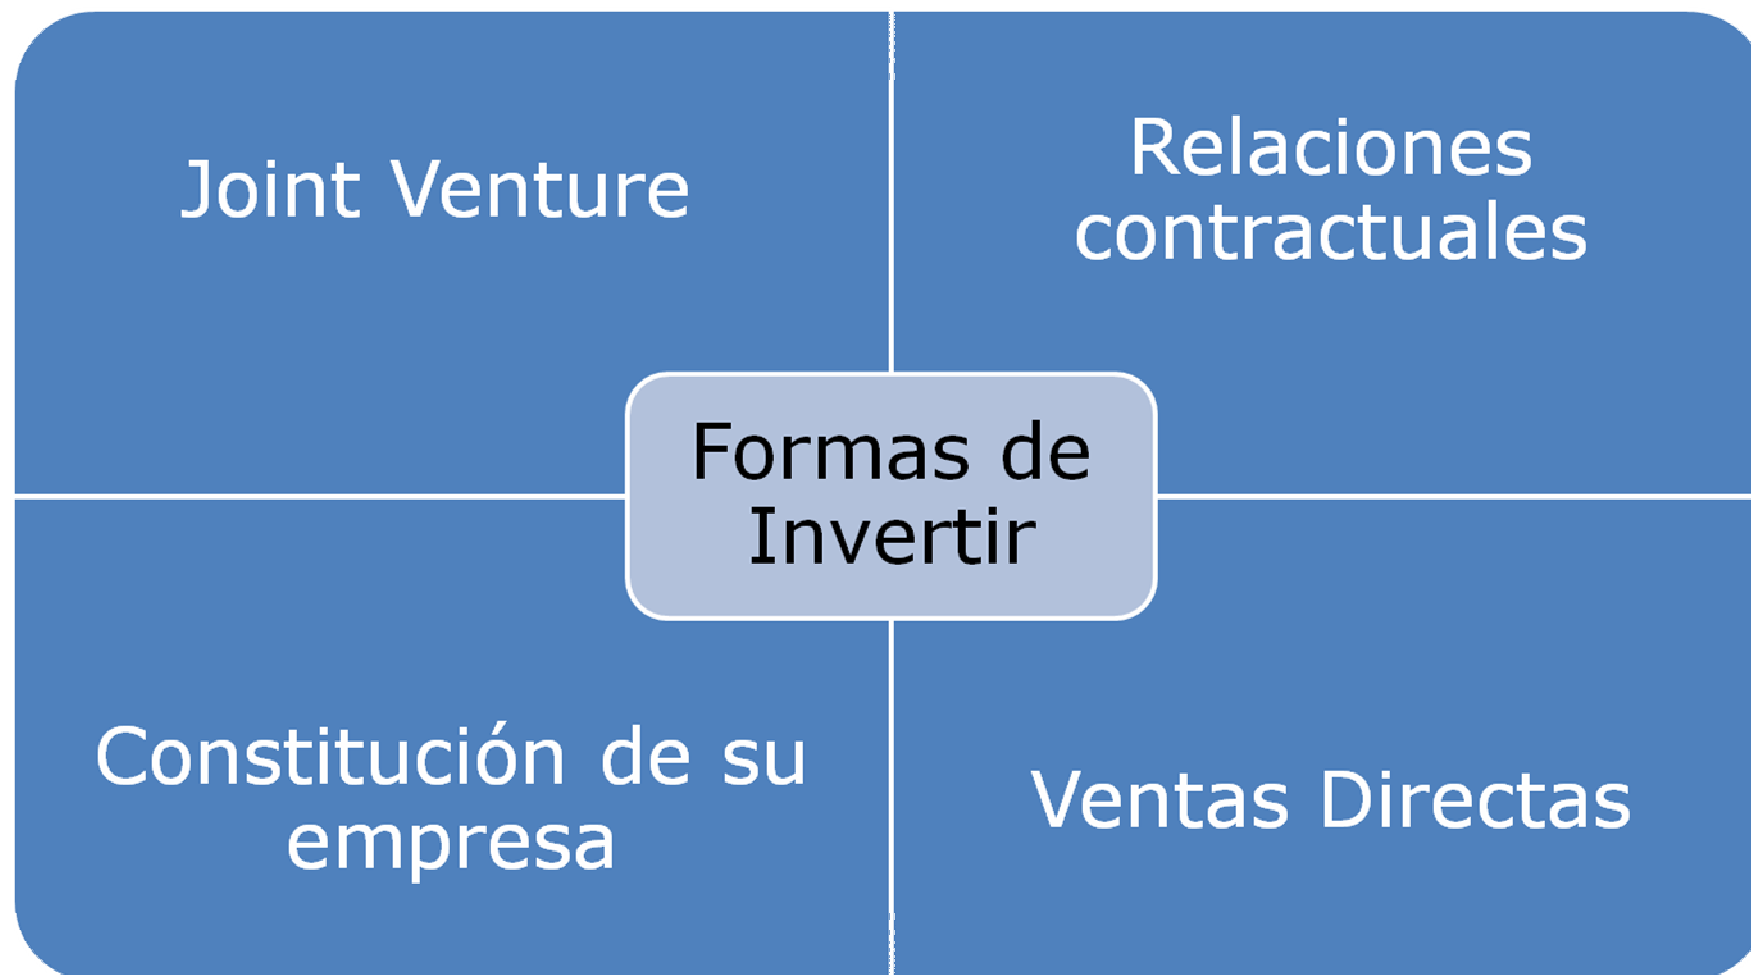 Joint Venture
Relaciones
contractuales
Formas de
Invertir
Constitución de su
empresa
Ventas Directas